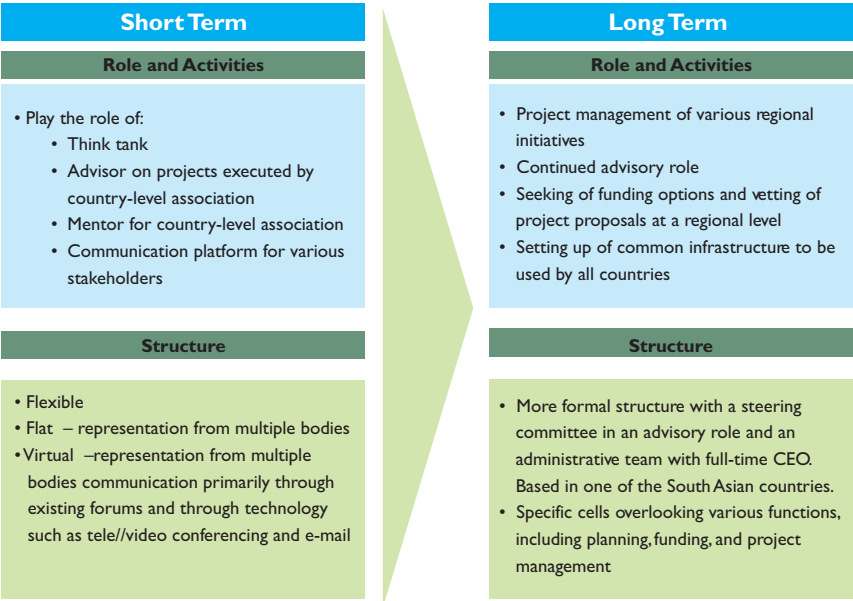 Short Term
Role and Activities
• Play the role of:
• Think tank
• Advisor on projects executed by
country-level association
• Mentor for country-level association
• Communication platform for various
stakeholders
Structure
• Flexible
• Flat – representation from multiple bodies
• Virtual –representation from multiple
bodies communication primarily through
existing forums and through technology
such as tele//video conferencing and e-mail
Long Term
Role and Activities
• Project management of various regional
initiatives
• Continued advisory role
• Seeking of funding options and vetting of
project proposals at a regional level
• Setting up of common infrastructure to be
used by all countries
Structure
• More formal structure with a steering
committee in an advisory role and an
administrative team with full-time CEO.
Based in one of the South Asian countries.
• Specific cells overlooking various functions,
including planning, funding, and project
management